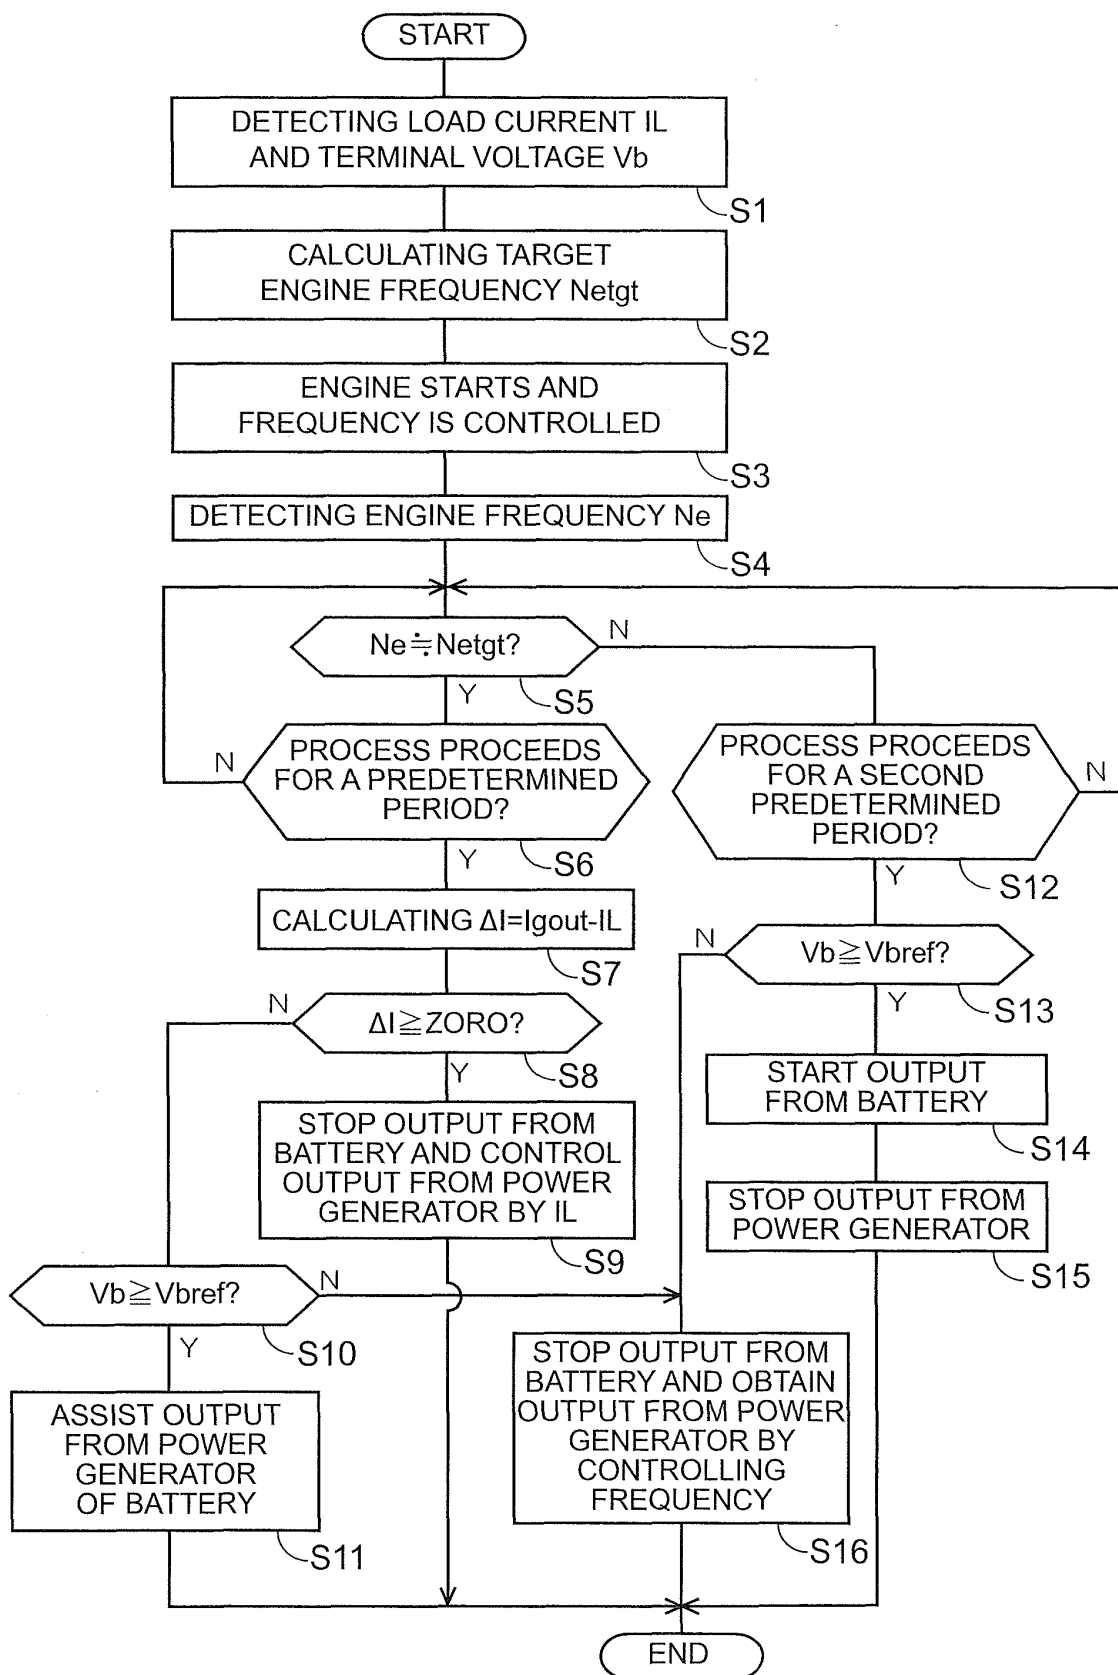 START
DETECTING LOAD CURRENT IL
AND TERMINAL VOLTAGE Vb
S1
CALCULATING TARGET
ENGINE FREQUENCY Netgt
S2
ENGINE STARTS AND
FREQUENCY IS CONTROLLED
S3
DETECTING ENGINE FREQUENCY Ne
S4
Ne≒Netgt?
N
Y
S5
PROCESS PROCEEDS
FOR A PREDETERMINED
PERIOD?
N
Y
S6
PROCESS PROCEEDS
FOR A SECOND
PREDETERMINED
PERIOD?
N
Y
S12
CALCULATING ΔI=Igout-IL
S7
Vb≧Vbref?
N
Y
S13
ΔI≧ZORO?
N
Y
S8
START OUTPUT
FROM BATTERY
S14
STOP OUTPUT FROM
BATTERY AND CONTROL
OUTPUT FROM POWER
GENERATOR BY IL
S9
STOP OUTPUT FROM
POWER GENERATOR
S15
Vb≧Vbref?
N
Y
S10
STOP OUTPUT FROM
BATTERY AND OBTAIN
OUTPUT FROM POWER
GENERATOR BY
CONTROLLING
FREQUENCY
S16
ASSIST OUTPUT
FROM POWER
GENERATOR
OF BATTERY
S11
END